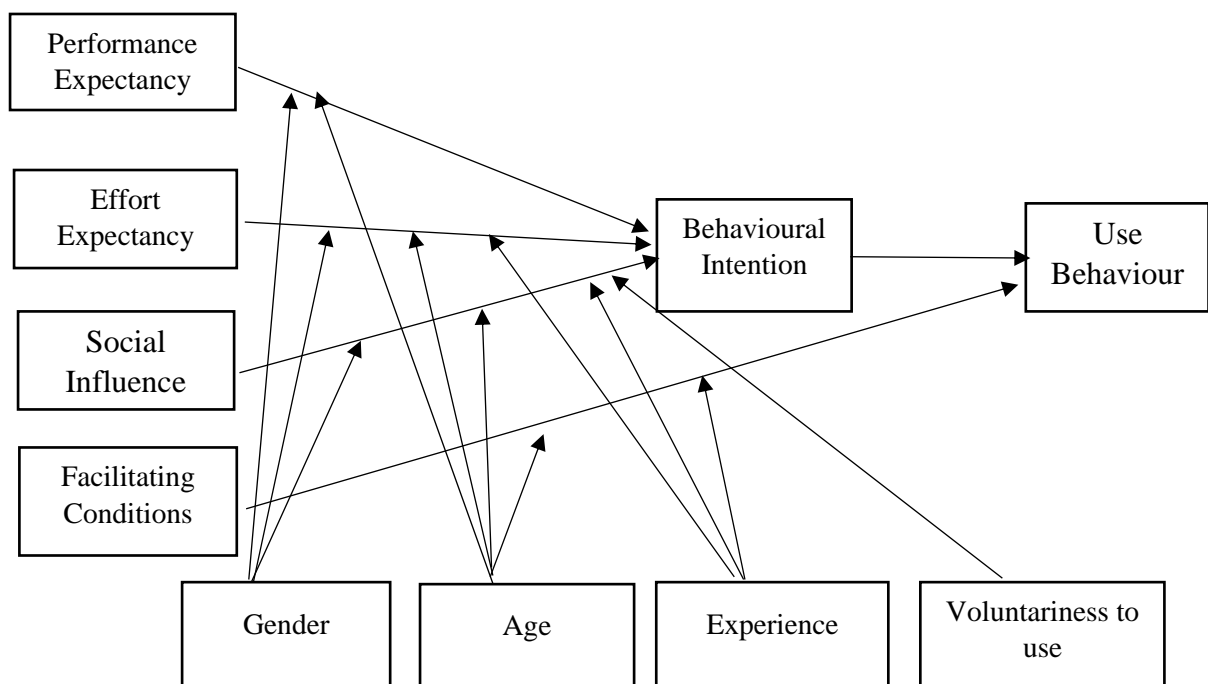 Performance
Expectancy
Effort
Expectancy
Behavioural
Intention
Use
Behaviour
Social
Influence
Facilitating
Conditions
Gender
Age
Experience
Voluntariness to
use